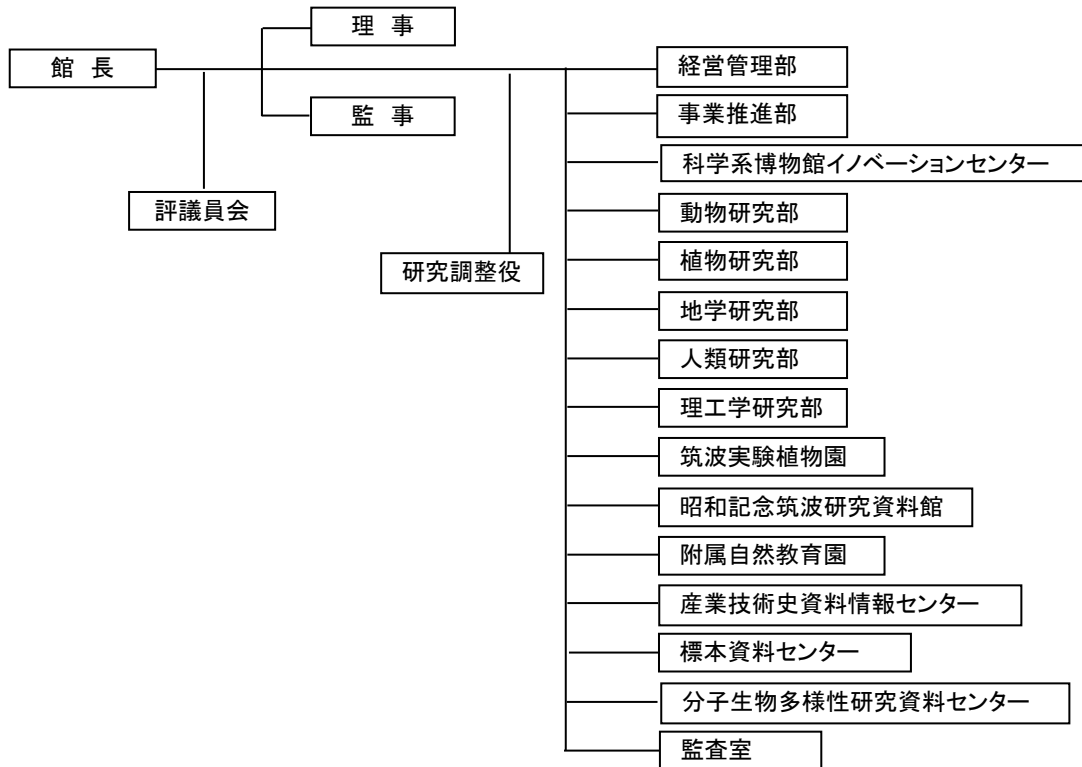 理 事
館 長
監 事
評議員会
研究調整役
経営管理部
事業推進部
科学系博物館イノベーションセンター
動物研究部
植物研究部
地学研究部
人類研究部
理工学研究部
筑波実験植物園
昭和記念筑波研究資料館
附属自然教育園
産業技術史資料情報センター
標本資料センター
分子生物多様性研究資料センター
監査室